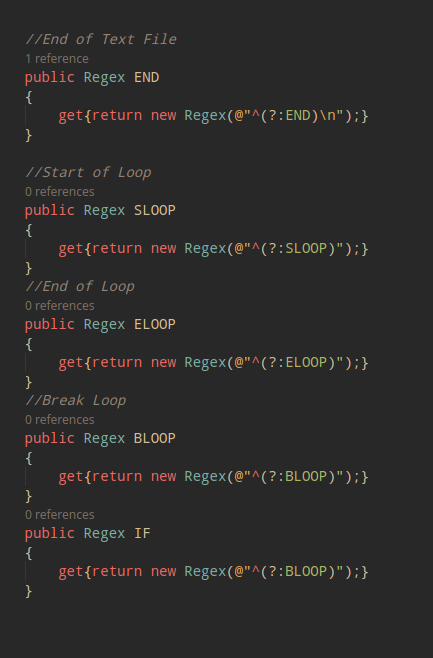 //End of Text File
1 reference
public Regex END
{
get{return new Regex(@"^(?:END)\n");}
}
//Start of Loop
0 references
public Regex SLOOP
{
get{return new Regex(@"^(?:SLOOP)");}
}
//End of Loop
0 references
public Regex ELOOP
{
get{return new Regex(@"^(?:ELOOP)");}
}
//Break Loop
0 references
public Regex BLOOP
{
get{return new Regex(@"^(?:BLOOP)");}
}
0 references
public Regex IF
{
get{return new Regex(@"^(?:BLOOP)");}
}